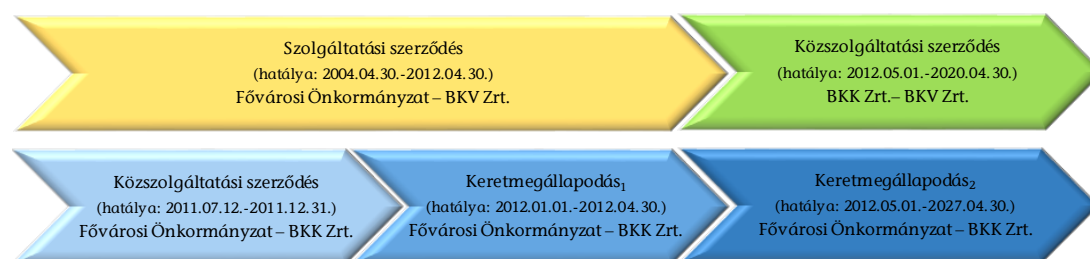 Szolgáltatási szerződés
(hatálya: 2004.04.30.-2012.04.30.)
Fővárosi Önkormányzat – BKV Zrt.
Közszolgáltatási szerződés
(hatálya: 2012.05.01.-2020.04.30.)
BKK Zrt.– BKV Zrt.
Közszolgáltatási szerződés
(hatálya: 2011.07.12.-2011.12.31.)
Fővárosi Önkormányzat – BKK Zrt.
Keretmegállapodás₁
(hatálya: 2012.01.01.-2012.04.30.)
Fővárosi Önkormányzat – BKK Zrt.
Keretmegállapodás₂
(hatálya: 2012.05.01.-2027.04.30.)
Fővárosi Önkormányzat – BKK Zrt.